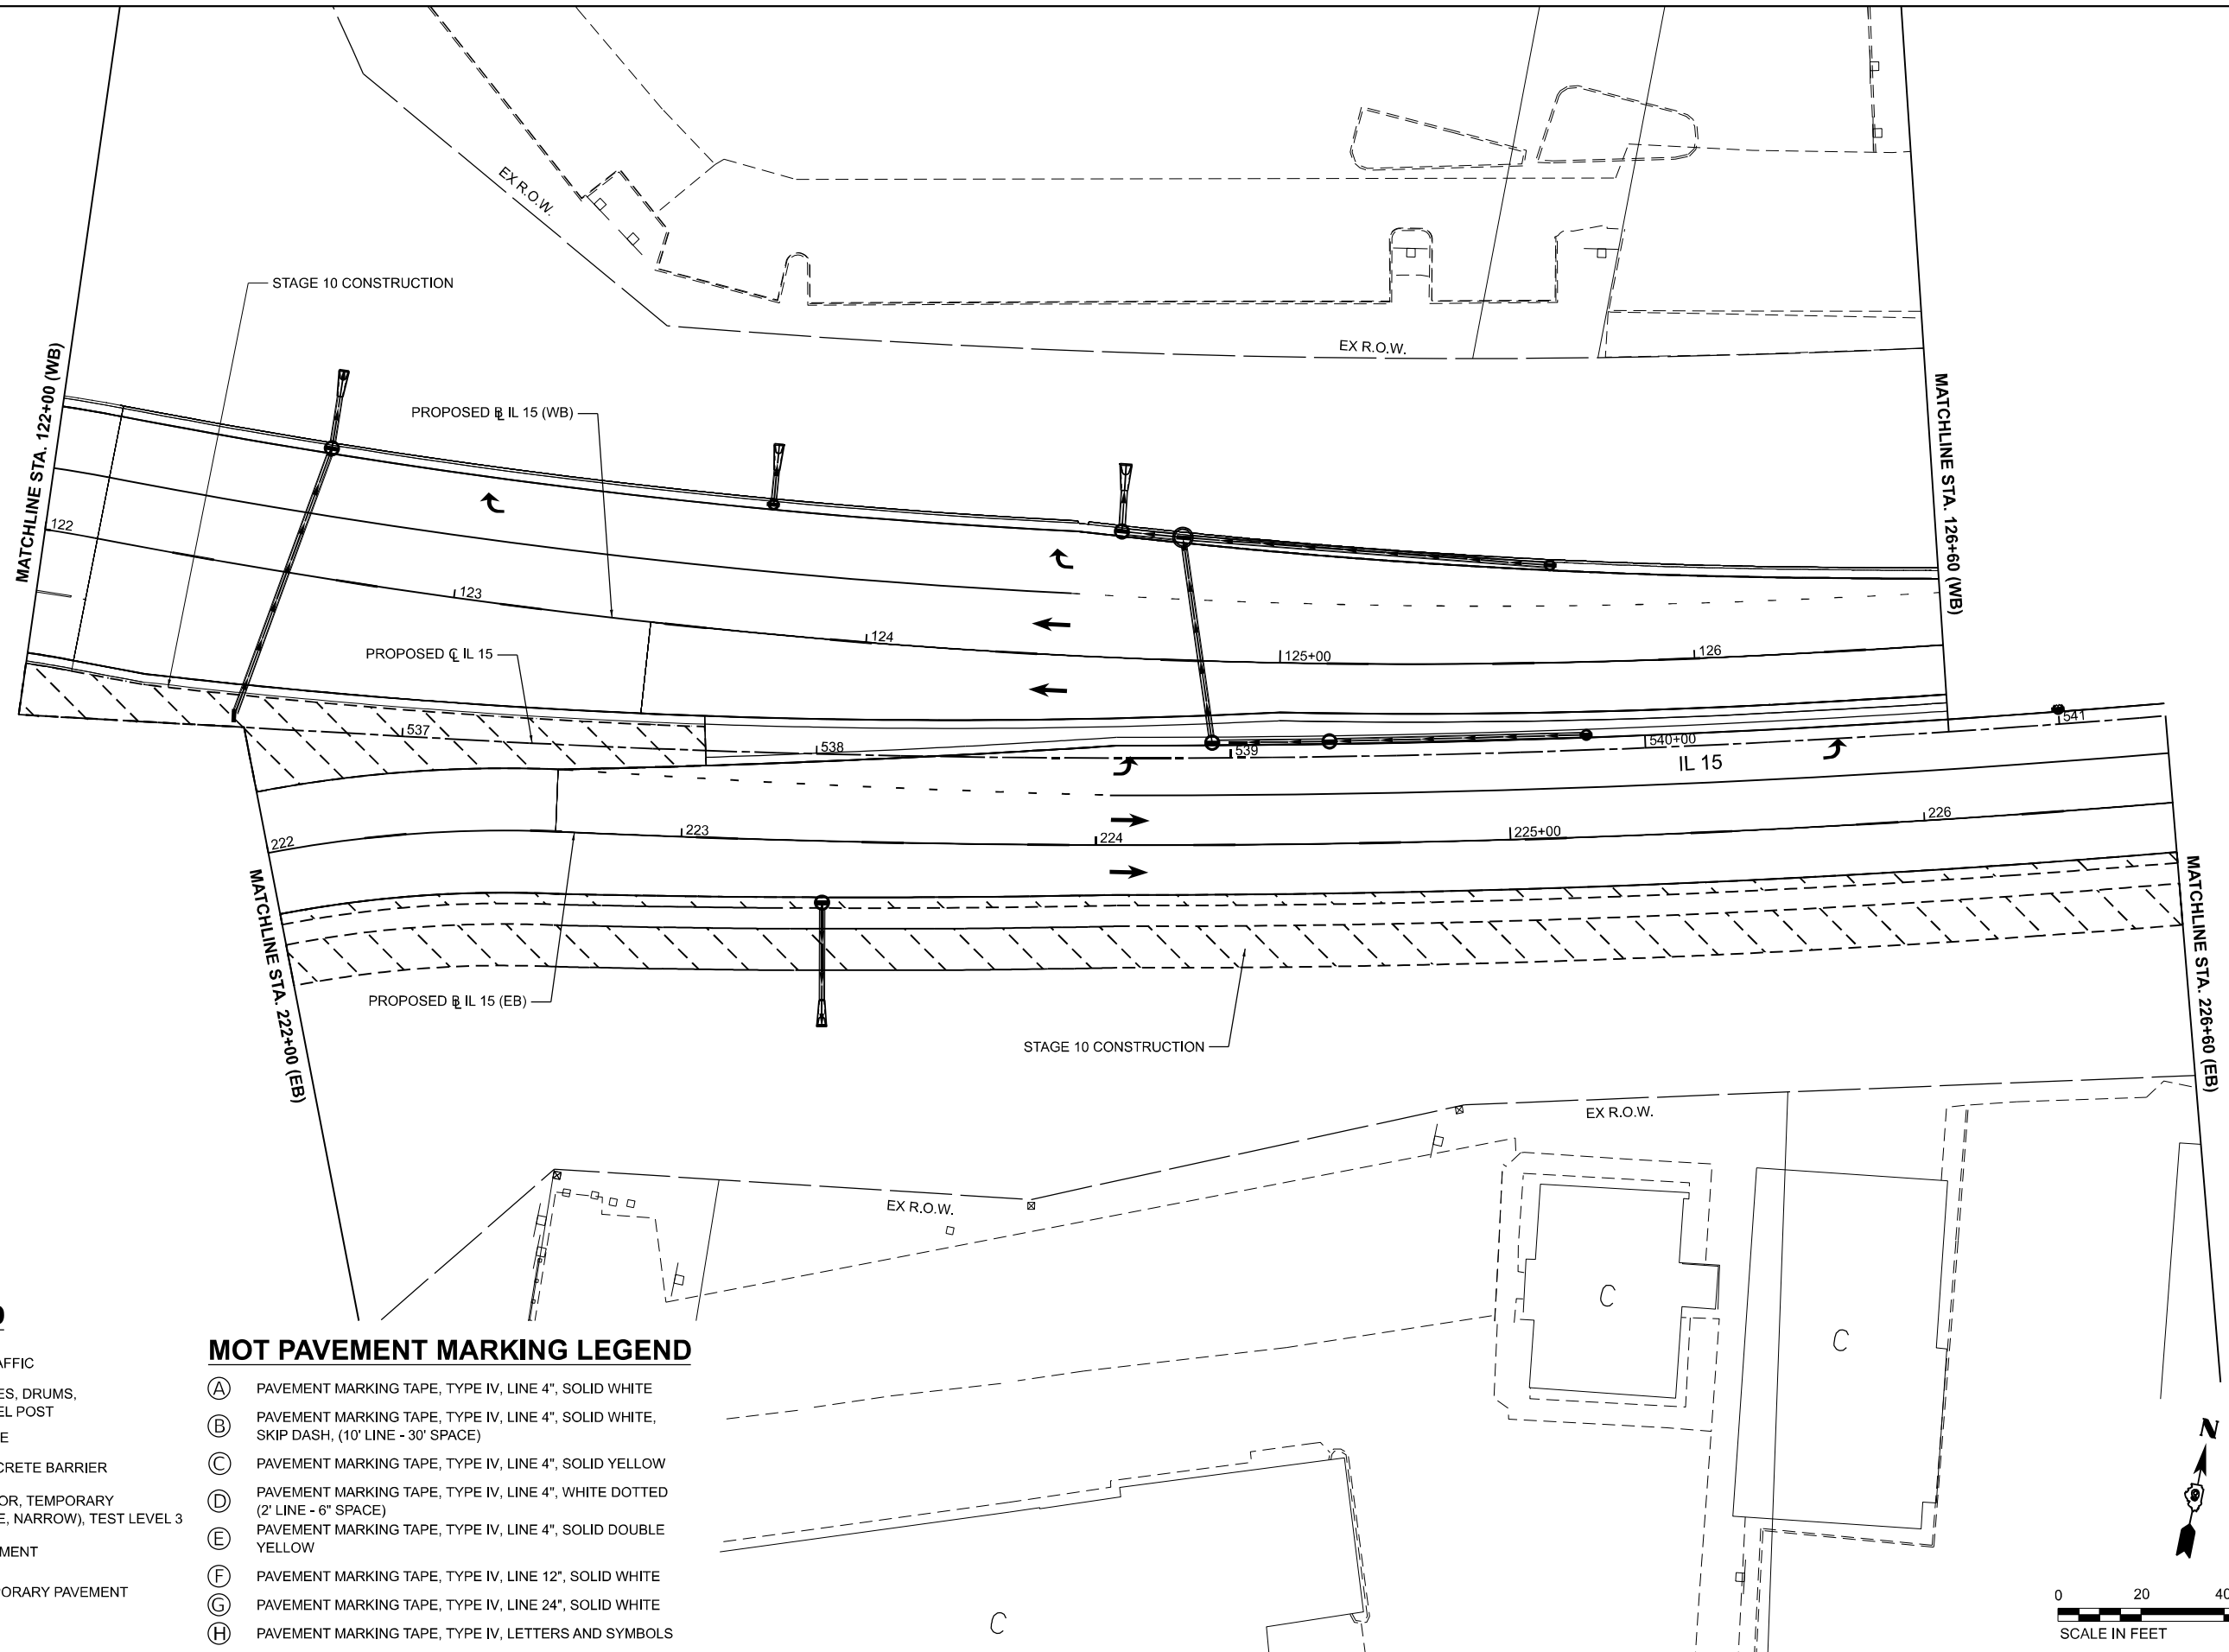 EX R.O.W.
STAGE 10 CONSTRUCTION
EX R.O.W.
MATCHLINE STA. 122+00 (WB)
PROPOSED ⅊ IL 15 (WB)
MATCHLINE STA. 126+60 (WB)
122
123
124
125+00
126
PROPOSED ℄ IL 15
537
538
539
540+00
541
IL 15
222
223
224
225+00
226
MATCHLINE STA. 222+00 (EB)
MATCHLINE STA. 226+60 (EB)
PROPOSED ⅊ IL 15 (EB)
STAGE 10 CONSTRUCTION
EX R.O.W.
EX R.O.W.
C
C
C
D
AFFIC
ES, DRUMS,
EL POST
E
CRETE BARRIER
OR, TEMPORARY
E, NARROW), TEST LEVEL 3
MENT
PORARY PAVEMENT
MOT PAVEMENT MARKING LEGEND
A PAVEMENT MARKING TAPE, TYPE IV, LINE 4", SOLID WHITE
B PAVEMENT MARKING TAPE, TYPE IV, LINE 4", SOLID WHITE,
SKIP DASH, (10' LINE - 30' SPACE)
C PAVEMENT MARKING TAPE, TYPE IV, LINE 4", SOLID YELLOW
D PAVEMENT MARKING TAPE, TYPE IV, LINE 4", WHITE DOTTED
(2' LINE - 6" SPACE)
E PAVEMENT MARKING TAPE, TYPE IV, LINE 4", SOLID DOUBLE
YELLOW
F PAVEMENT MARKING TAPE, TYPE IV, LINE 12", SOLID WHITE
G PAVEMENT MARKING TAPE, TYPE IV, LINE 24", SOLID WHITE
H PAVEMENT MARKING TAPE, TYPE IV, LETTERS AND SYMBOLS
N
0 20 40
SCALE IN FEET